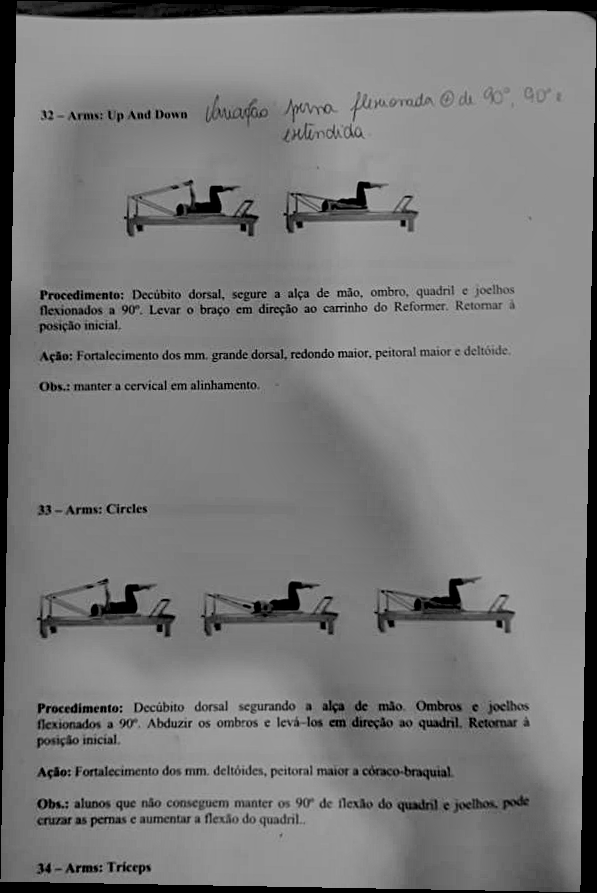 32 – Arms: Up And Down Variação: perna flexionada ⊕ de 90°, 90° e
extendida.
Procedimento: Decúbito dorsal, segure a alça de mão, ombro, quadril e joelhos
flexionados a 90º. Levar o braço em direção ao carrinho do Reformer. Retornar à
posição inicial.
Ação: Fortalecimento dos mm. grande dorsal, redondo maior, peitoral maior e deltóide.
Obs.: manter a cervical em alinhamento.
33 – Arms: Circles
Procedimento: Decúbito dorsal segurando a alça de mão. Ombros e joelhos
flexionados a 90º. Abduzir os ombros e levá-los em direção ao quadril. Retornar à
posição inicial.
Ação: Fortalecimento dos mm. deltóides, peitoral maior a córaco-braquial.
Obs.: alunos que não conseguem manter os 90º de flexão do quadril e joelhos, pode
cruzar as pernas e aumentar a flexão do quadril..
34 – Arms: Tríceps